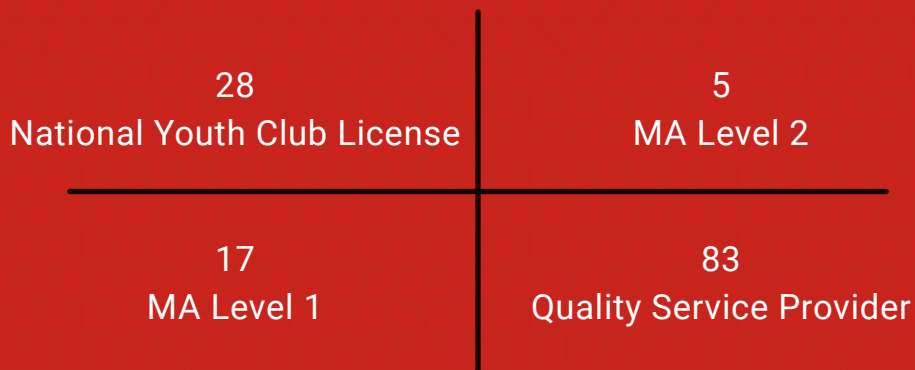 28
National Youth Club License
5
MA Level 2
17
MA Level 1
83
Quality Service Provider